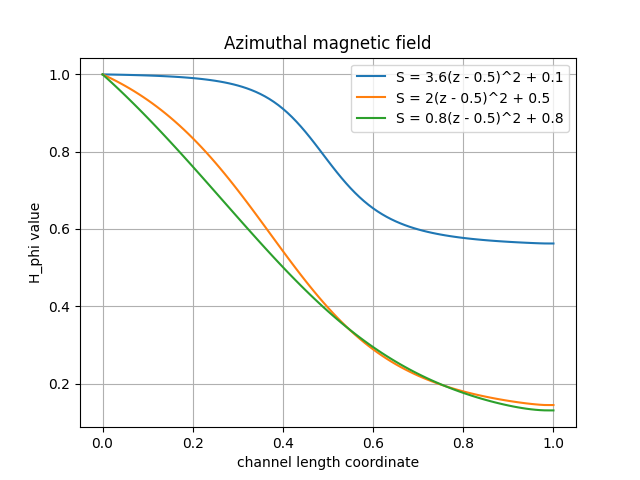 Azimuthal magnetic field
S = 3.6(z - 0.5)^2 + 0.1
S = 2(z - 0.5)^2 + 0.5
S = 0.8(z - 0.5)^2 + 0.8
H_phi value
1.0
0.8
0.6
0.4
0.2
0.0 0.2 0.4 0.6 0.8 1.0
channel length coordinate